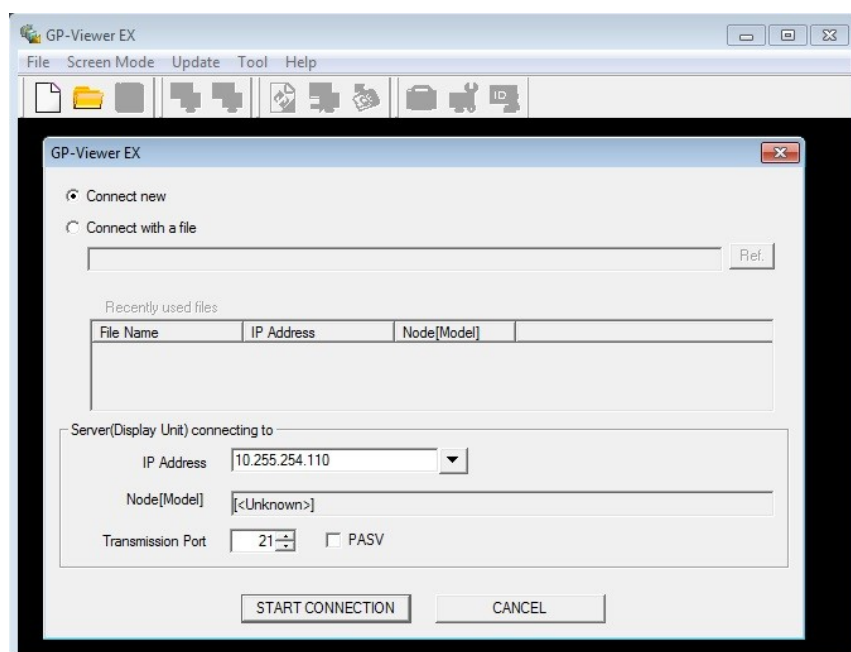 GP-Viewer EX
File Screen Mode Update Tool Help
ID
GP-Viewer EX
Connect new
Connect with a file
Ref.
Recently used files
File Name IP Address Node[Model]
Server(Display Unit) connecting to
IP Address 10.255.254.110
Node[Model] [<Unknown>]
Transmission Port 21 PASV
START CONNECTION CANCEL